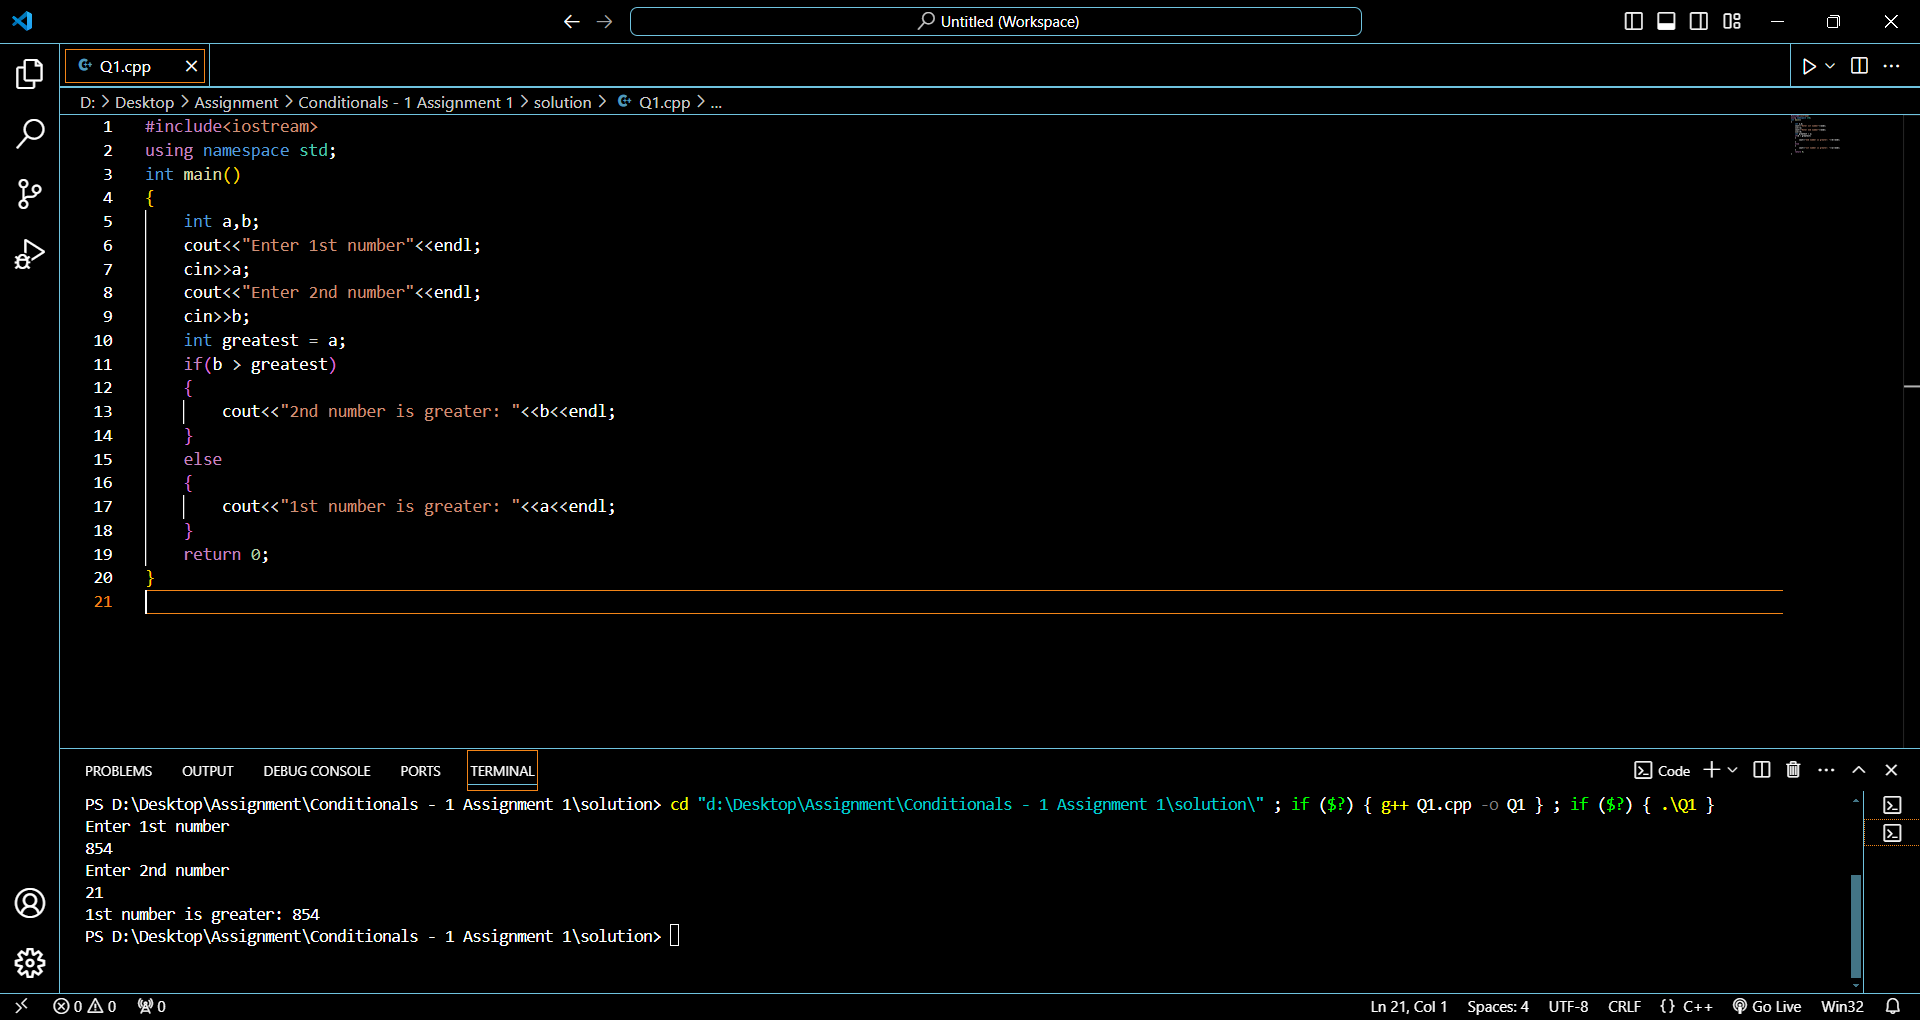 Untitled (Workspace)
Q1.cpp
D: > Desktop > Assignment > Conditionals - 1 Assignment 1 > solution > Q1.cpp > ...
1 #include<iostream>
2 using namespace std;
3 int main()
4 {
5 int a,b;
6 cout<<"Enter 1st number"<<endl;
7 cin>>a;
8 cout<<"Enter 2nd number"<<endl;
9 cin>>b;
10 int greatest = a;
11 if(b > greatest)
12 {
13 cout<<"2nd number is greater: "<<b<<endl;
14 }
15 else
16 {
17 cout<<"1st number is greater: "<<a<<endl;
18 }
19 return 0;
20 }
21
PROBLEMS OUTPUT DEBUG CONSOLE PORTS TERMINAL Code
PS D:\Desktop\Assignment\Conditionals - 1 Assignment 1\solution> cd "d:\Desktop\Assignment\Conditionals - 1 Assignment 1\solution\" ; if ($?) { g++ Q1.cpp -o Q1 } ; if ($?) { .\Q1 }
Enter 1st number
854
Enter 2nd number
21
1st number is greater: 854
PS D:\Desktop\Assignment\Conditionals - 1 Assignment 1\solution>
0 0 0 Ln 21, Col 1 Spaces: 4 UTF-8 CRLF {} C++ Go Live Win32